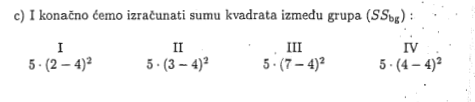 c) I konačno ćemo izračunati sumu kvadrata između grupa (SS_bg) :
I II III IV
5 · (2 − 4)² 5 · (3 − 4)² 5 · (7 − 4)² 5 · (4 − 4)²